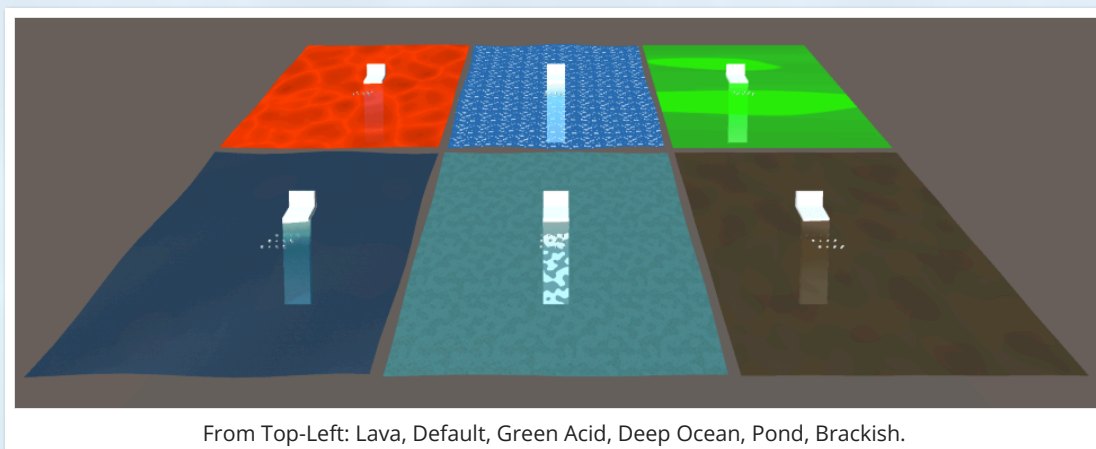 From Top-Left: Lava, Default, Green Acid, Deep Ocean, Pond, Brackish.